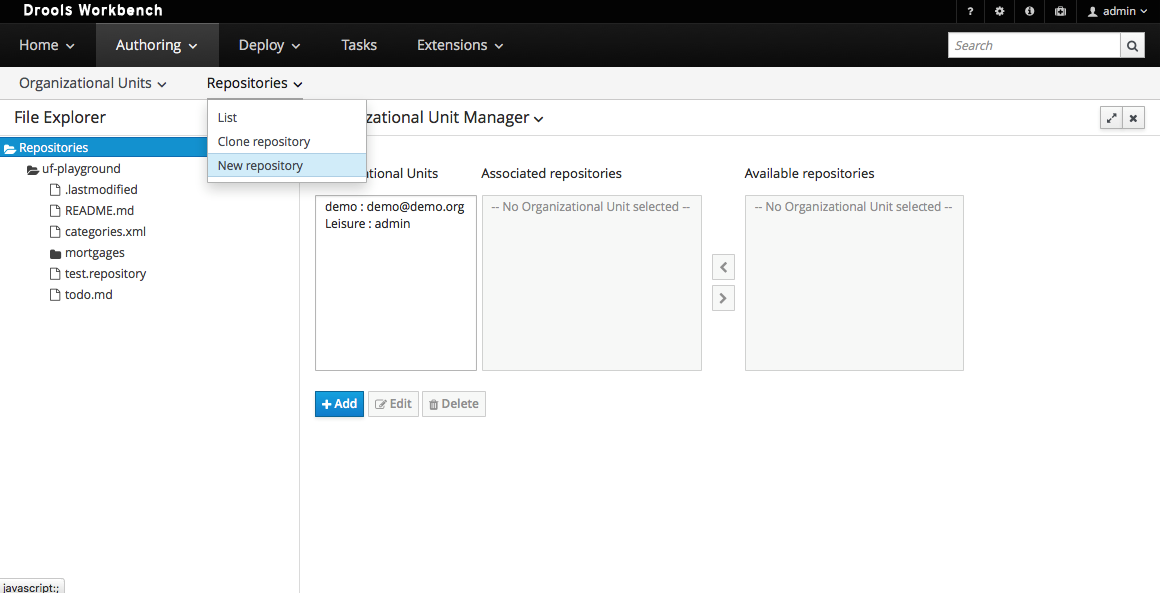 Drools Workbench
? admin
Home Authoring Deploy Tasks Extensions Search
Organizational Units Repositories
File Explorer
List
Clone repository
New repository
zational Unit Manager
Repositories
uf-playground
.lastmodified
README.md
categories.xml
mortgages
test.repository
todo.md
ational Units Associated repositories Available repositories
demo : demo@demo.org
Leisure : admin
-- No Organizational Unit selected --
-- No Organizational Unit selected --
Add Edit Delete
javascript:;